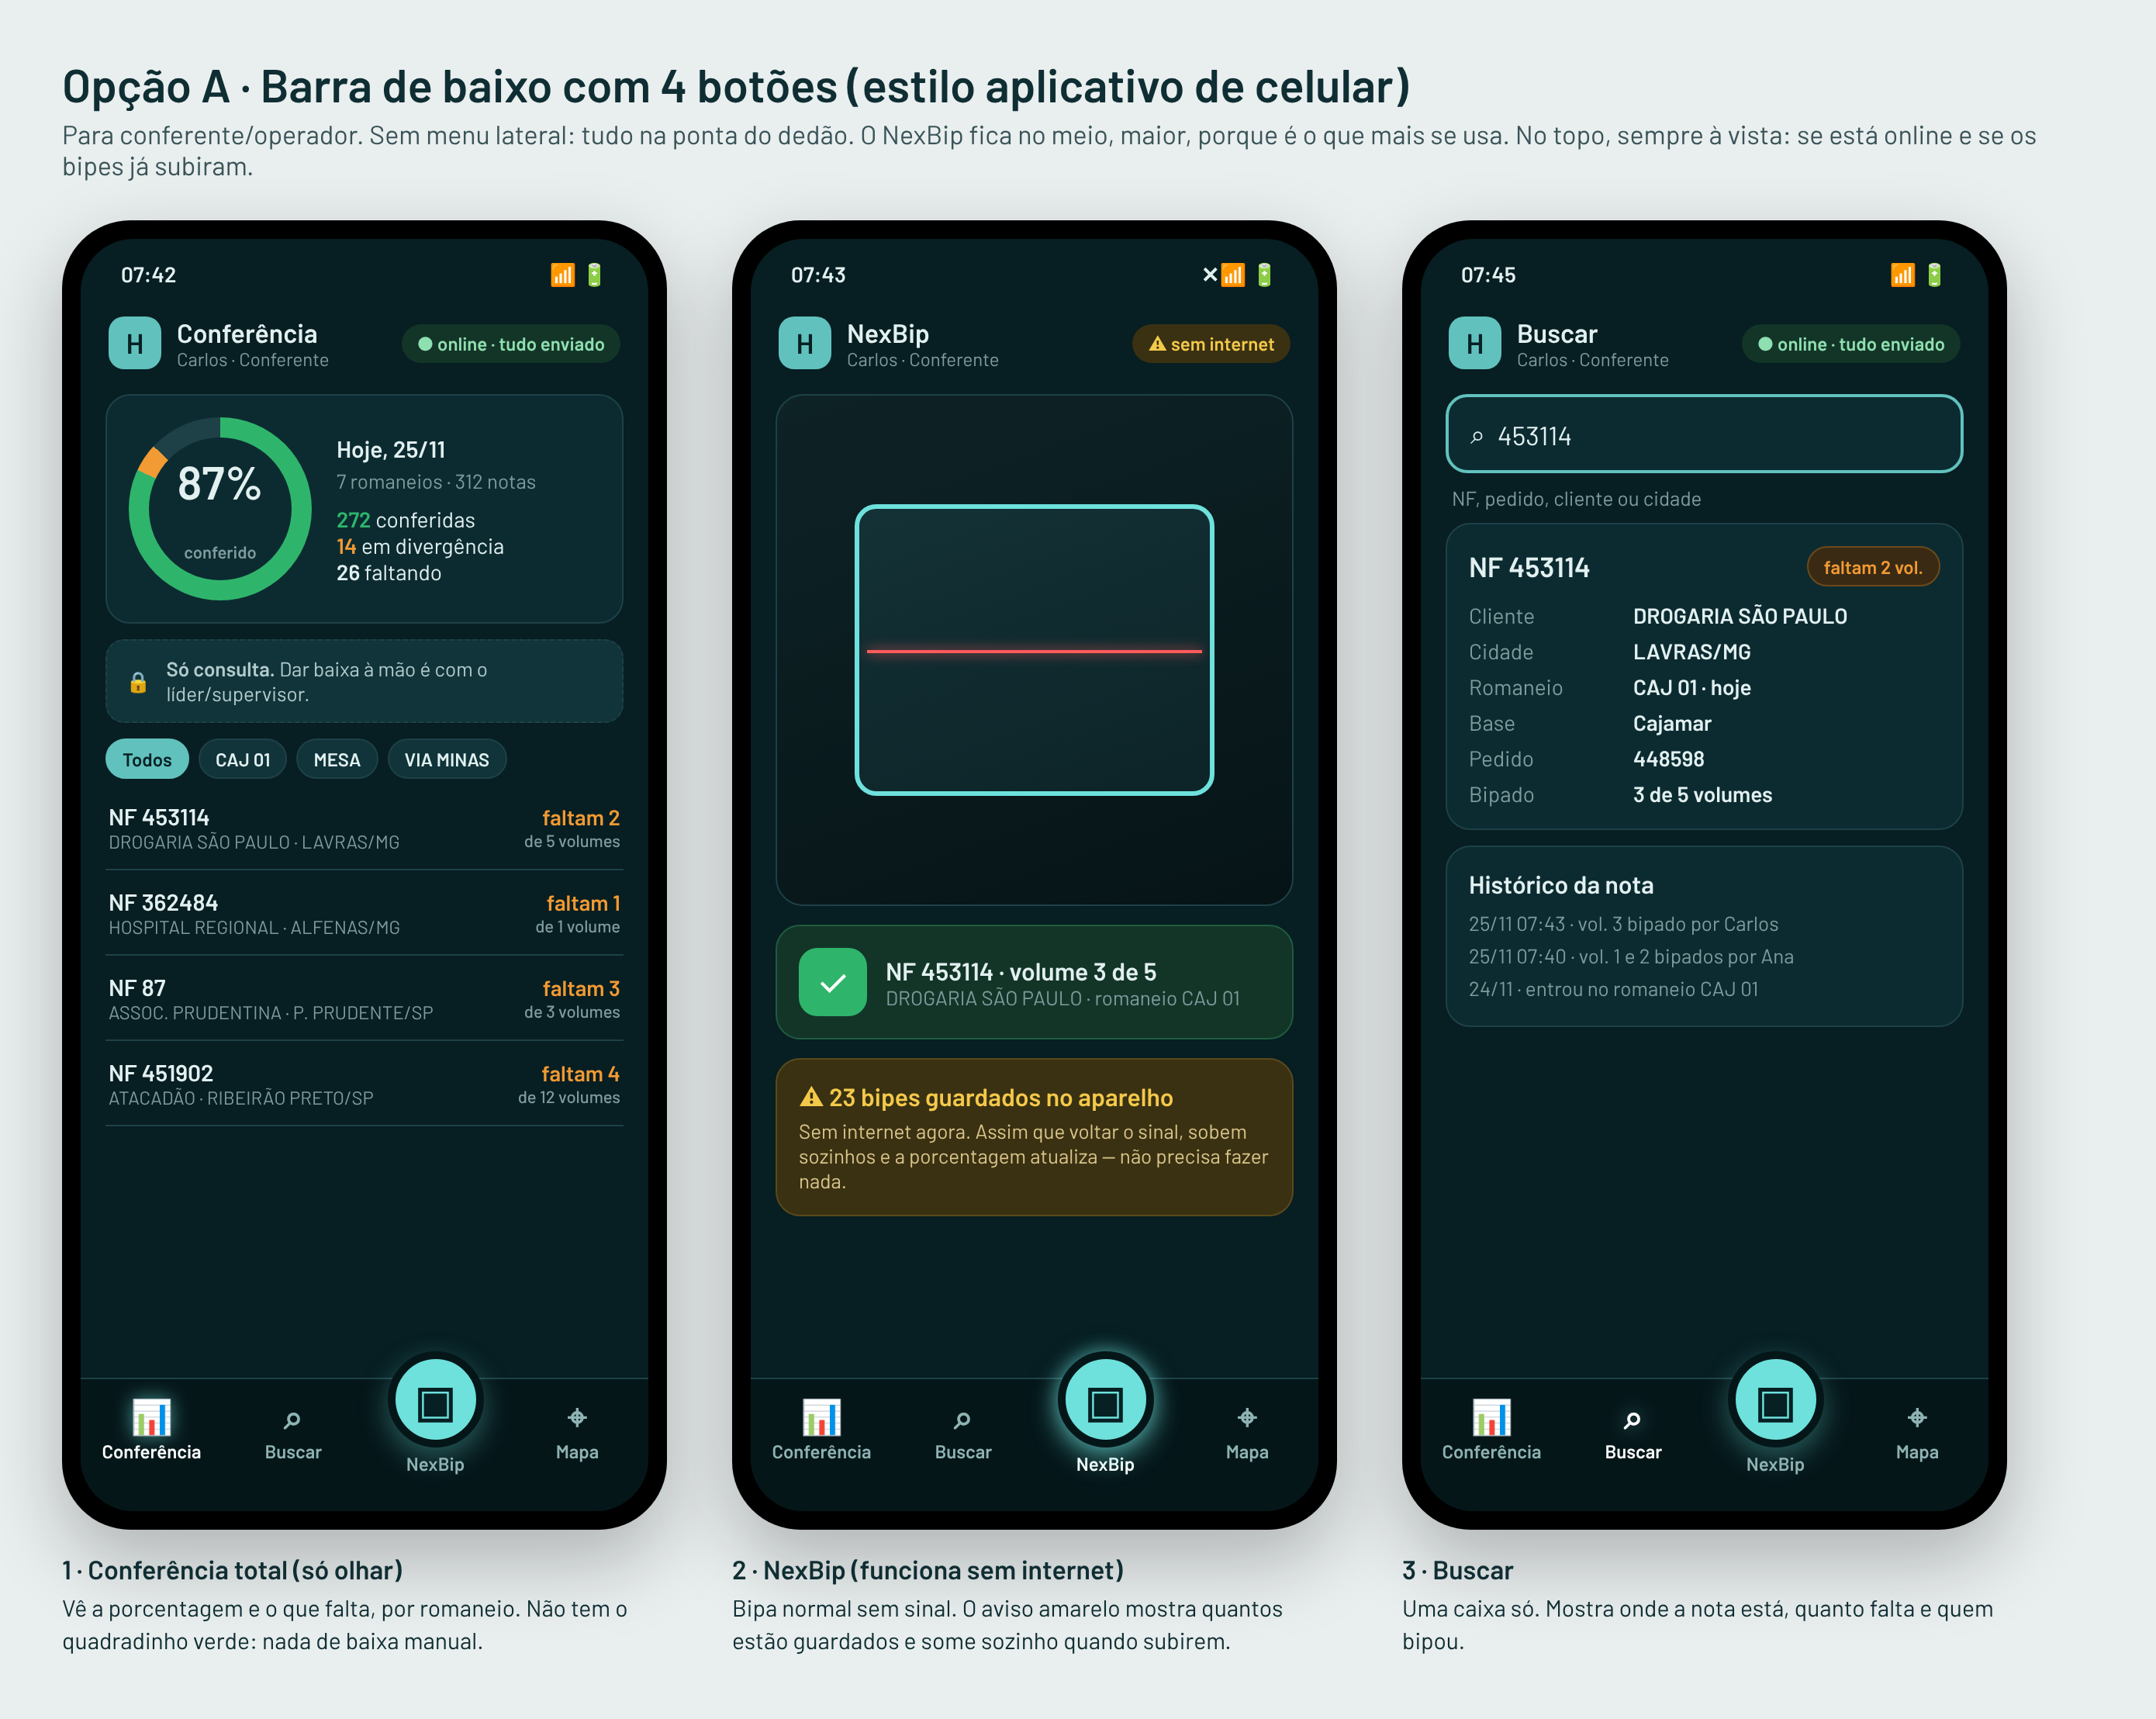 Opção A · Barra de baixo com 4 botões (estilo aplicativo de celular)
Para conferente/operador. Sem menu lateral: tudo na ponta do dedão. O NexBip fica no meio, maior, porque é o que mais se usa. No topo, sempre à vista: se está online e se os
bipes já subiram.
07:42
H
Conferência
Carlos · Conferente
online · tudo enviado
87%
conferido
Hoje, 25/11
7 romaneios · 312 notas
272 conferidas
14 em divergência
26 faltando
Só consulta. Dar baixa à mão é com o
líder/supervisor.
Todos
CAJ 01
MESA
VIA MINAS
NF 453114
faltam 2
DROGARIA SÃO PAULO · LAVRAS/MG
de 5 volumes
NF 362484
faltam 1
HOSPITAL REGIONAL · ALFENAS/MG
de 1 volume
NF 87
faltam 3
ASSOC. PRUDENTINA · P. PRUDENTE/SP
de 3 volumes
NF 451902
faltam 4
ATACADÃO · RIBEIRÃO PRETO/SP
de 12 volumes
Conferência
Buscar
NexBip
Mapa
1 · Conferência total (só olhar)
Vê a porcentagem e o que falta, por romaneio. Não tem o
quadradinho verde: nada de baixa manual.
07:43
H
NexBip
Carlos · Conferente
⚠ sem internet
NF 453114 · volume 3 de 5
DROGARIA SÃO PAULO · romaneio CAJ 01
⚠ 23 bipes guardados no aparelho
Sem internet agora. Assim que voltar o sinal, sobem
sozinhos e a porcentagem atualiza — não precisa fazer
nada.
Conferência
Buscar
NexBip
Mapa
2 · NexBip (funciona sem internet)
Bipa normal sem sinal. O aviso amarelo mostra quantos
estão guardados e some sozinho quando subirem.
07:45
H
Buscar
Carlos · Conferente
online · tudo enviado
453114
NF, pedido, cliente ou cidade
NF 453114
faltam 2 vol.
Cliente DROGARIA SÃO PAULO
Cidade LAVRAS/MG
Romaneio CAJ 01 · hoje
Base Cajamar
Pedido 448598
Bipado 3 de 5 volumes
Histórico da nota
25/11 07:43 · vol. 3 bipado por Carlos
25/11 07:40 · vol. 1 e 2 bipados por Ana
24/11 · entrou no romaneio CAJ 01
Conferência
Buscar
NexBip
Mapa
3 · Buscar
Uma caixa só. Mostra onde a nota está, quanto falta e quem
bipou.